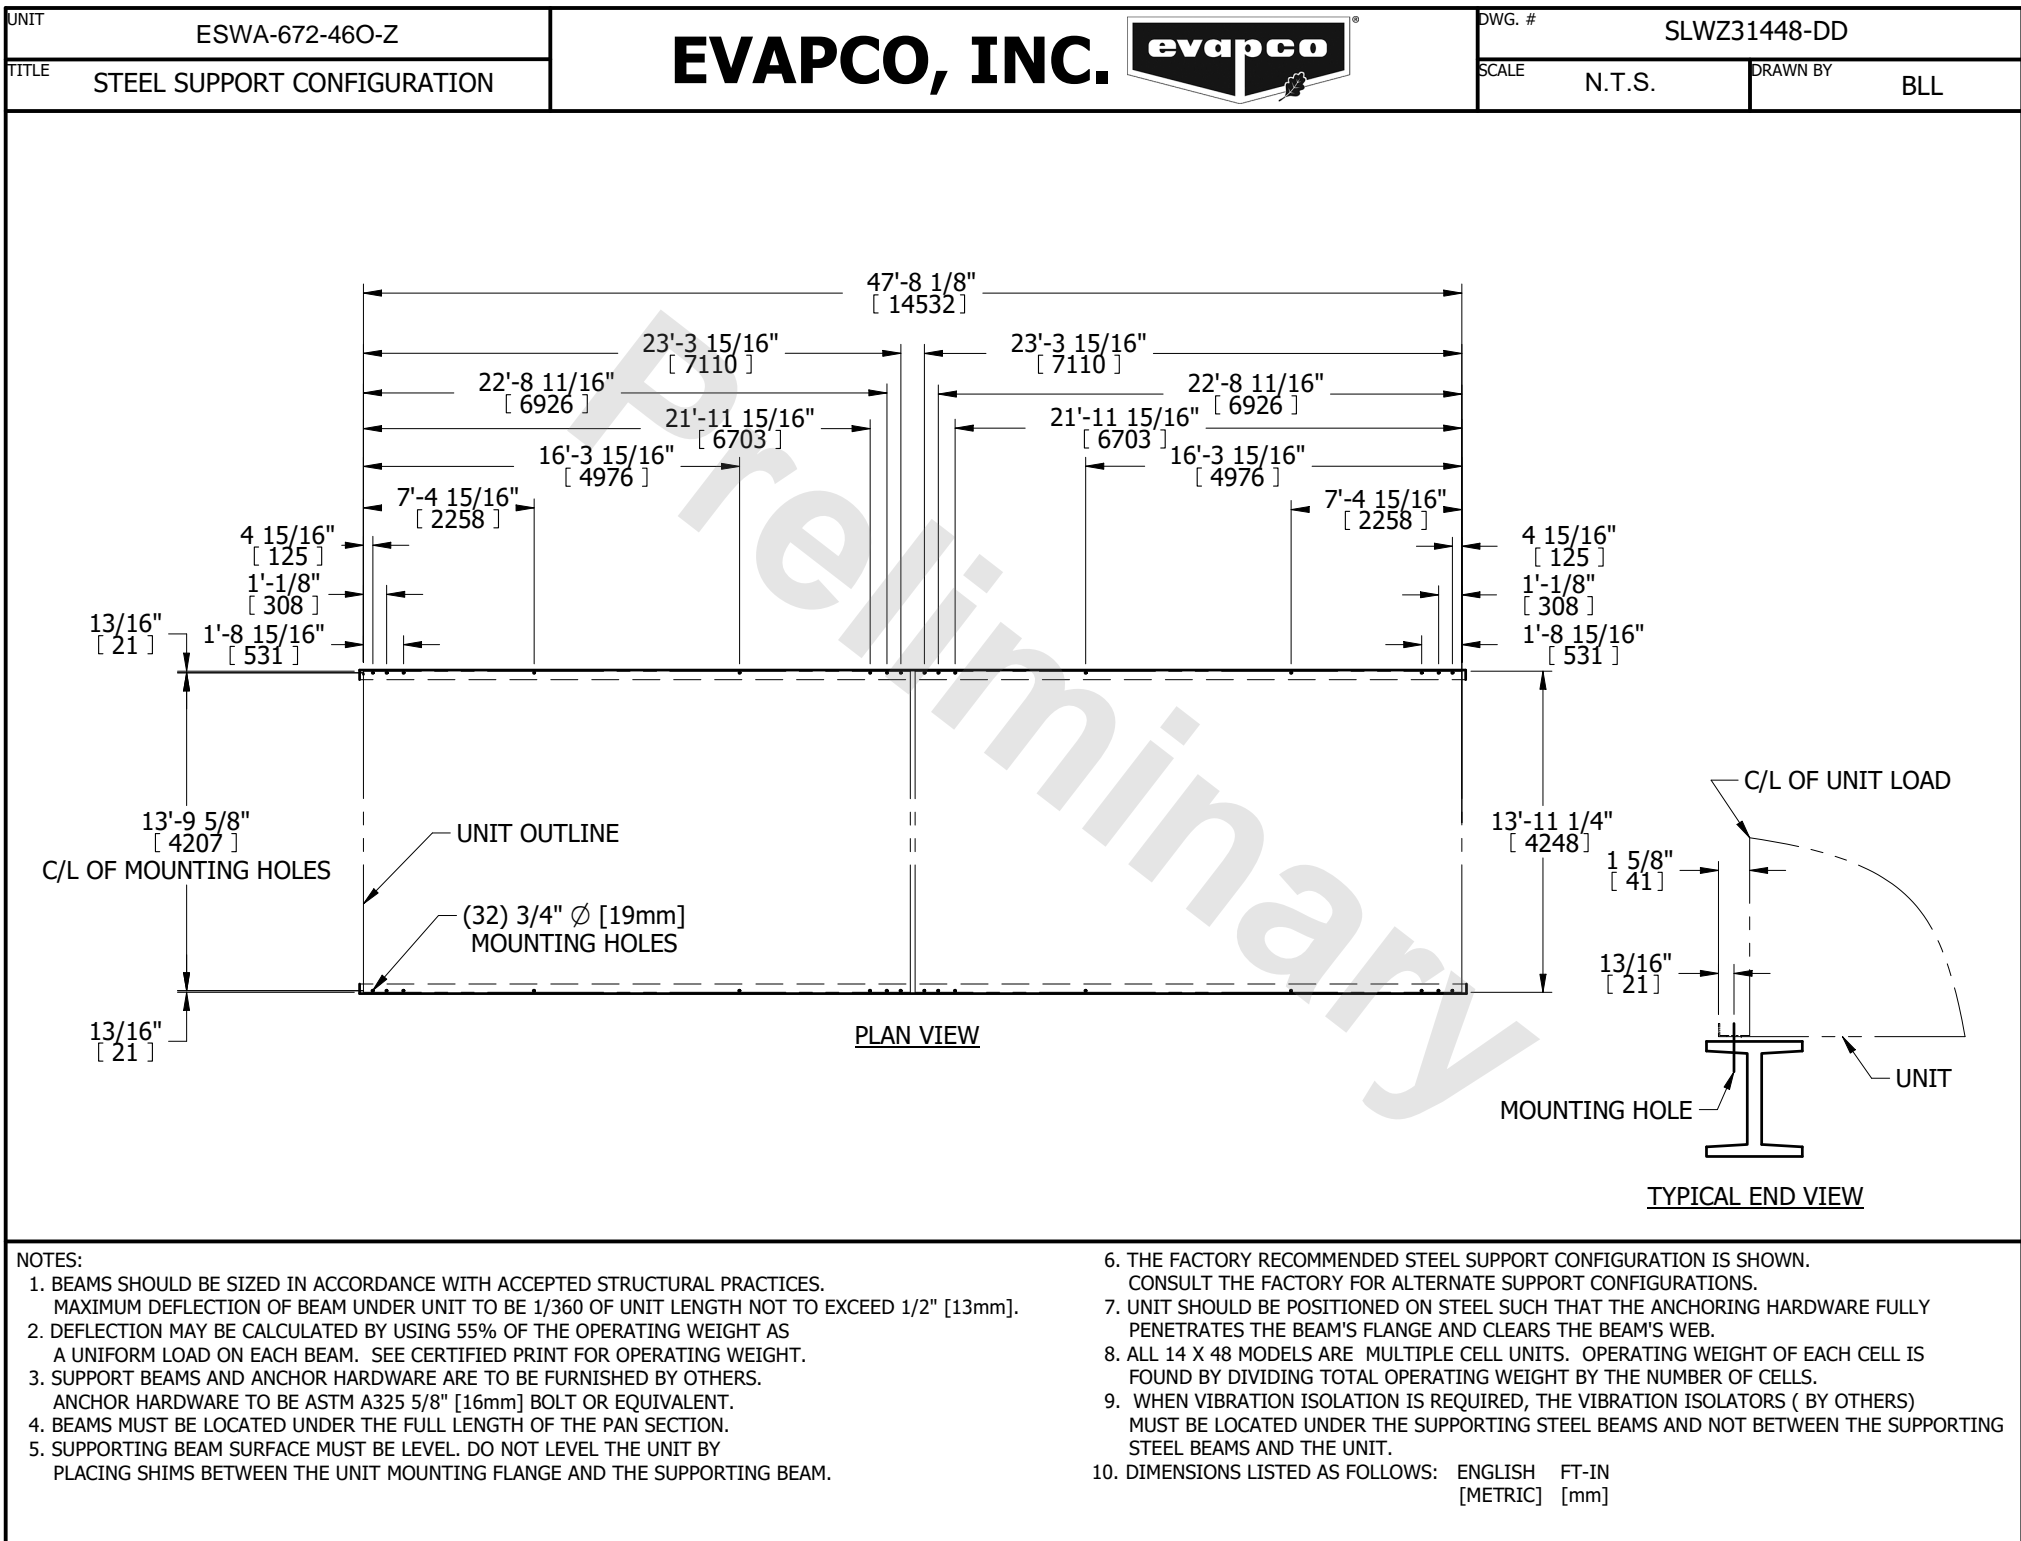 UNIT
ESWA-672-46O-Z
TITLE
STEEL SUPPORT CONFIGURATION
EVAPCO, INC.
evapco
®
DWG. #
SLWZ31448-DD
SCALE
N.T.S.
DRAWN BY
BLL
47'-8 1/8"
[ 14532 ]
23'-3 15/16"
[ 7110 ]
23'-3 15/16"
[ 7110 ]
22'-8 11/16"
[ 6926 ]
22'-8 11/16"
[ 6926 ]
21'-11 15/16"
[ 6703 ]
21'-11 15/16"
[ 6703 ]
16'-3 15/16"
[ 4976 ]
16'-3 15/16"
[ 4976 ]
7'-4 15/16"
[ 2258 ]
7'-4 15/16"
[ 2258 ]
4 15/16"
[ 125 ]
4 15/16"
[ 125 ]
1'-1/8"
[ 308 ]
1'-1/8"
[ 308 ]
13/16"
[ 21 ]
1'-8 15/16"
[ 531 ]
1'-8 15/16"
[ 531 ]
Preliminary
13'-9 5/8"
[ 4207 ]
C/L OF MOUNTING HOLES
UNIT OUTLINE
(32) 3/4" Ø [19mm]
MOUNTING HOLES
13'-11 1/4"
[ 4248 ]
13/16"
[ 21 ]
PLAN VIEW
C/L OF UNIT LOAD
1 5/8"
[ 41 ]
13/16"
[ 21 ]
UNIT
MOUNTING HOLE
TYPICAL END VIEW
NOTES:
1. BEAMS SHOULD BE SIZED IN ACCORDANCE WITH ACCEPTED STRUCTURAL PRACTICES.
MAXIMUM DEFLECTION OF BEAM UNDER UNIT TO BE 1/360 OF UNIT LENGTH NOT TO EXCEED 1/2" [13mm].
2. DEFLECTION MAY BE CALCULATED BY USING 55% OF THE OPERATING WEIGHT AS
A UNIFORM LOAD ON EACH BEAM. SEE CERTIFIED PRINT FOR OPERATING WEIGHT.
3. SUPPORT BEAMS AND ANCHOR HARDWARE ARE TO BE FURNISHED BY OTHERS.
ANCHOR HARDWARE TO BE ASTM A325 5/8" [16mm] BOLT OR EQUIVALENT.
4. BEAMS MUST BE LOCATED UNDER THE FULL LENGTH OF THE PAN SECTION.
5. SUPPORTING BEAM SURFACE MUST BE LEVEL. DO NOT LEVEL THE UNIT BY
PLACING SHIMS BETWEEN THE UNIT MOUNTING FLANGE AND THE SUPPORTING BEAM.
6. THE FACTORY RECOMMENDED STEEL SUPPORT CONFIGURATION IS SHOWN.
CONSULT THE FACTORY FOR ALTERNATE SUPPORT CONFIGURATIONS.
7. UNIT SHOULD BE POSITIONED ON STEEL SUCH THAT THE ANCHORING HARDWARE FULLY
PENETRATES THE BEAM'S FLANGE AND CLEARS THE BEAM'S WEB.
8. ALL 14 X 48 MODELS ARE MULTIPLE CELL UNITS. OPERATING WEIGHT OF EACH CELL IS
FOUND BY DIVIDING TOTAL OPERATING WEIGHT BY THE NUMBER OF CELLS.
9. WHEN VIBRATION ISOLATION IS REQUIRED, THE VIBRATION ISOLATORS ( BY OTHERS)
MUST BE LOCATED UNDER THE SUPPORTING STEEL BEAMS AND NOT BETWEEN THE SUPPORTING
STEEL BEAMS AND THE UNIT.
10. DIMENSIONS LISTED AS FOLLOWS: ENGLISH FT-IN
[METRIC] [mm]